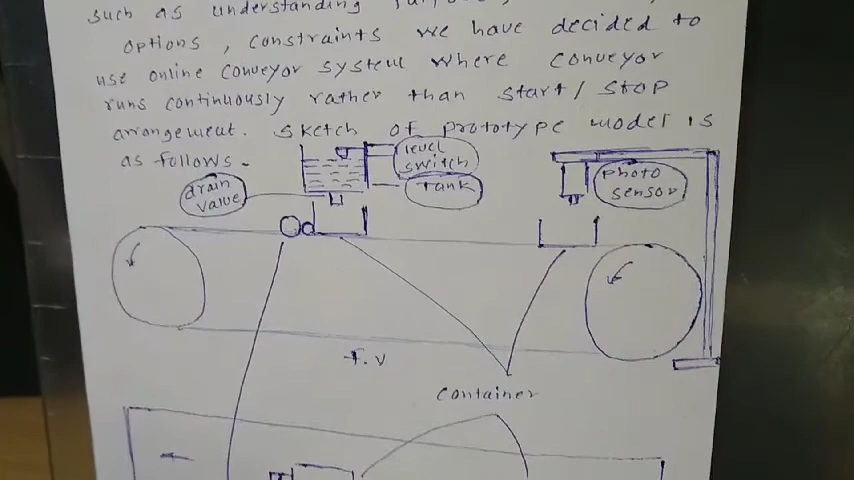 such as understanding
options, constraints we have decided to
use online conveyor system where conveyor
runs continuously rather than start/stop
arrangement. sketch of prototype model is
as follows-
level
switch
drain
valve
Tank
photo
sensor
F.V
container